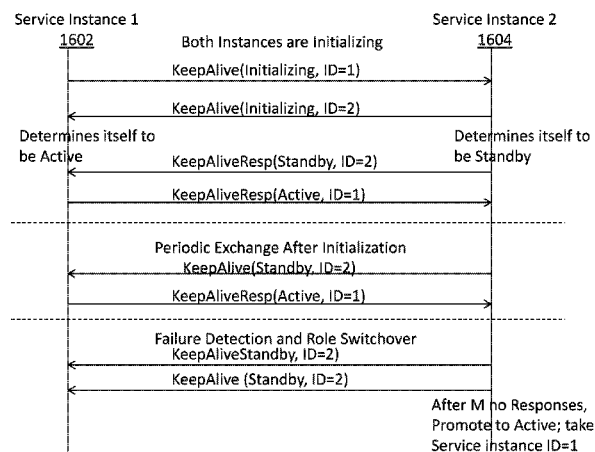 Service Instance 1
Service Instance 2
1602
Both Instances are Initializing
1604
KeepAlive(Initializing, ID=1)
KeepAlive(Initializing, ID=2)
Determines itself to
be Active
Determines itself to
be Standby
KeepAliveResp(Standby, ID=2)
KeepAliveResp(Active, ID=1)
Periodic Exchange After Initialization
KeepAlive(Standby, ID=2)
KeepAliveResp(Active, ID=1)
Failure Detection and Role Switchover
KeepAliveStandby, ID=2)
KeepAlive (Standby, ID=2)
After M no Responses,
Promote to Active; take
Service instance ID=1